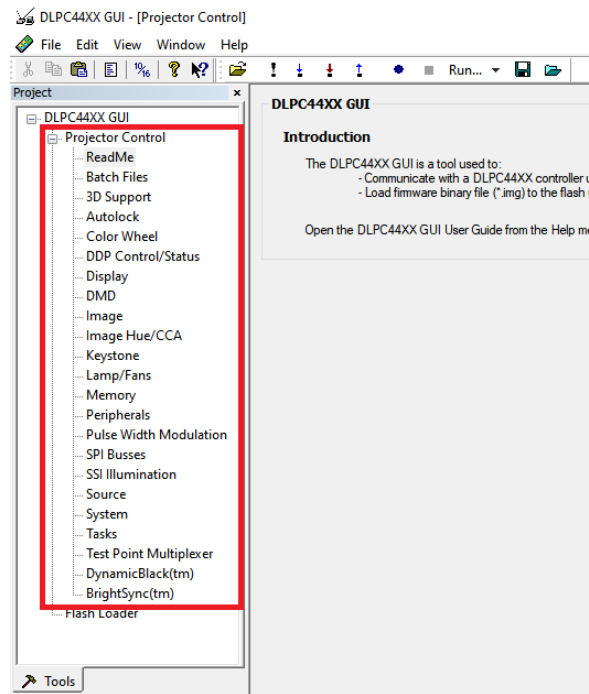 DLPC44XX GUI - [Projector Control]
File Edit View Window Help
10/16 Run...
Project x
DLPC44XX GUI
Projector Control
ReadMe
Batch Files
3D Support
Autolock
Color Wheel
DDP Control/Status
Display
DMD
Image
Image Hue/CCA
Keystone
Lamp/Fans
Memory
Peripherals
Pulse Width Modulation
SPI Busses
SSI Illumination
Source
System
Tasks
Test Point Multiplexer
DynamicBlack(tm)
BrightSync(tm)
Flash Loader
Tools
DLPC44XX GUI
Introduction
The DLPC44XX GUI is a tool used to:
- Communicate with a DLPC44XX controller
- Load firmware binary file (*.img) to the flash
Open the DLPC44XX GUI User Guide from the Help